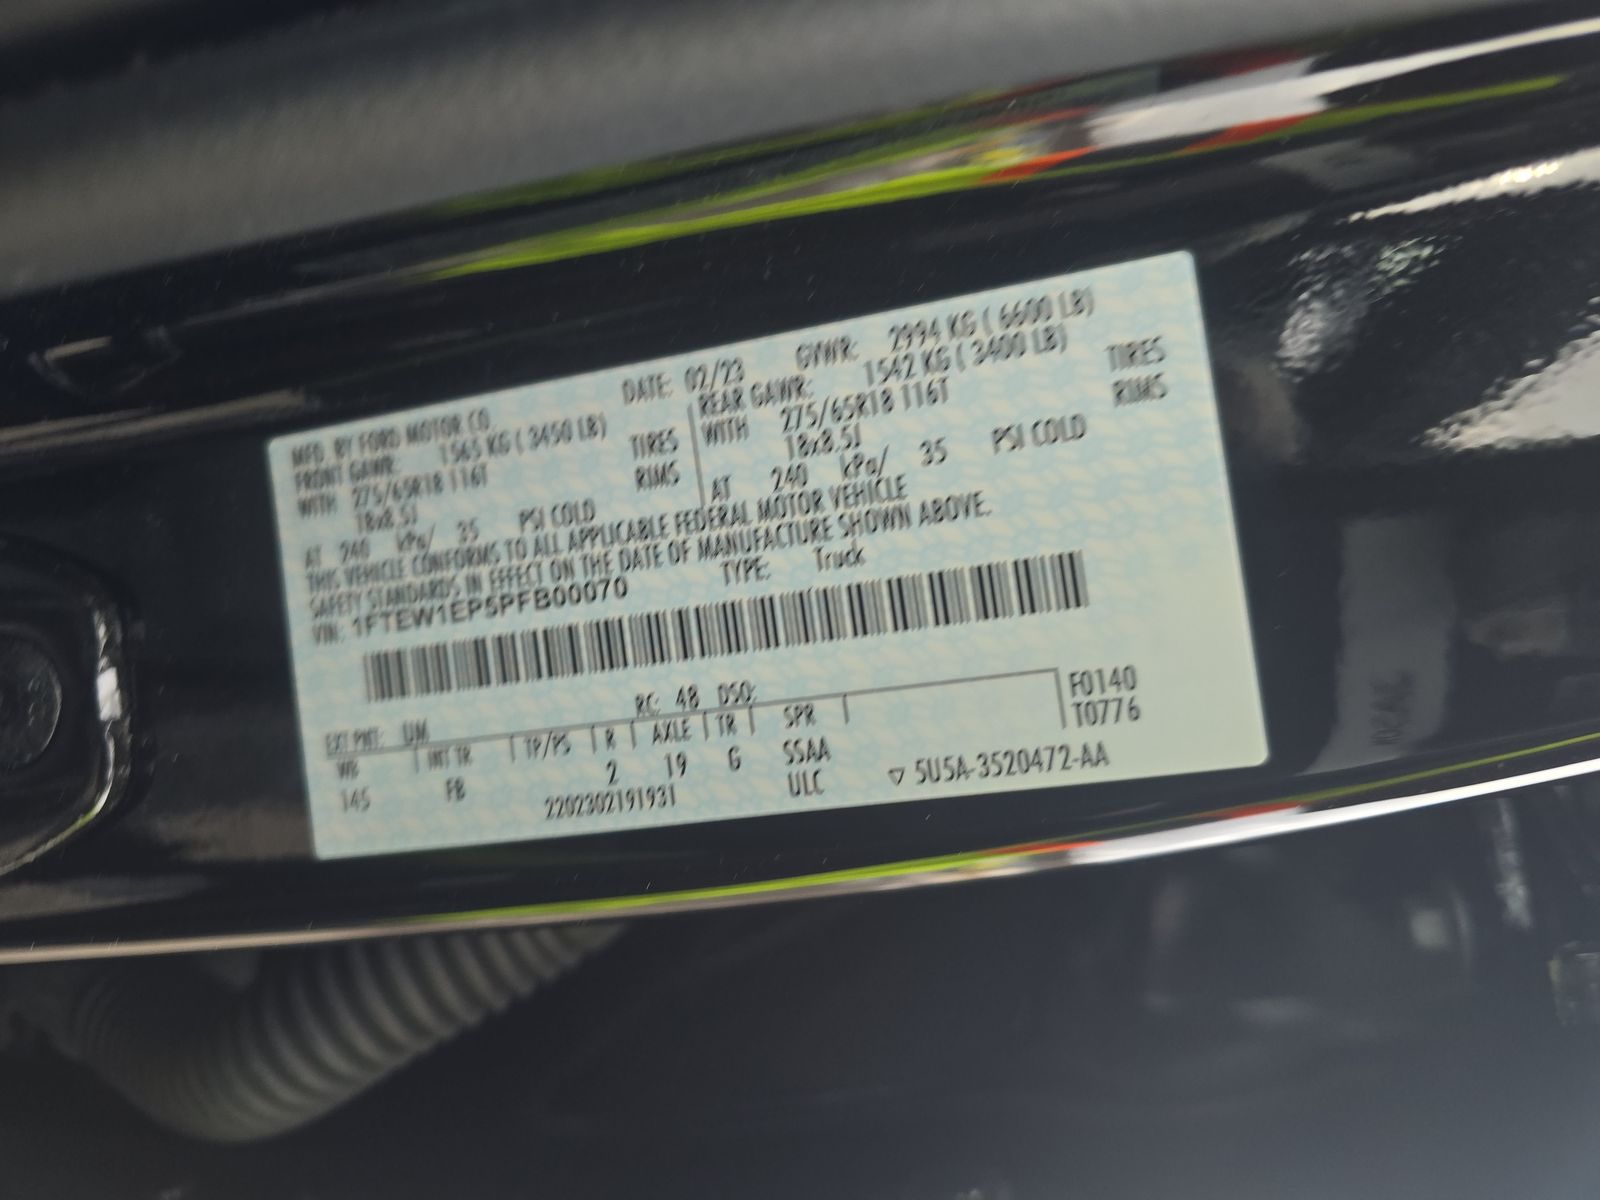 MFD. BY FORD MOTOR CO. DATE: 02/23 GVWR: 2994 KG ( 6600 LB)
FRONT GAWR: 1565 KG ( 3450 LB) REAR GAWR: 1542 KG ( 3400 LB)
WITH 275/65R18 116T TIRES WITH 275/65R18 116T TIRES
18x8.5J RIMS 18x8.5J RIMS
AT 240 kPa/ 35 PSI COLD AT 240 kPa/ 35 PSI COLD
THIS VEHICLE CONFORMS TO ALL APPLICABLE FEDERAL MOTOR VEHICLE
SAFETY STANDARDS IN EFFECT ON THE DATE OF MANUFACTURE SHOWN ABOVE.
VIN: 1FTEW1EP5PFB00070 TYPE: Truck
EXT PNT: UM RC: 48 DSO: F0140
WB INT TR TP/PS R AXLE TR SPR T0776
145 FB 2 19 G SSAA
2202302191931 ULC ▽ 5U5A-3520472-AA